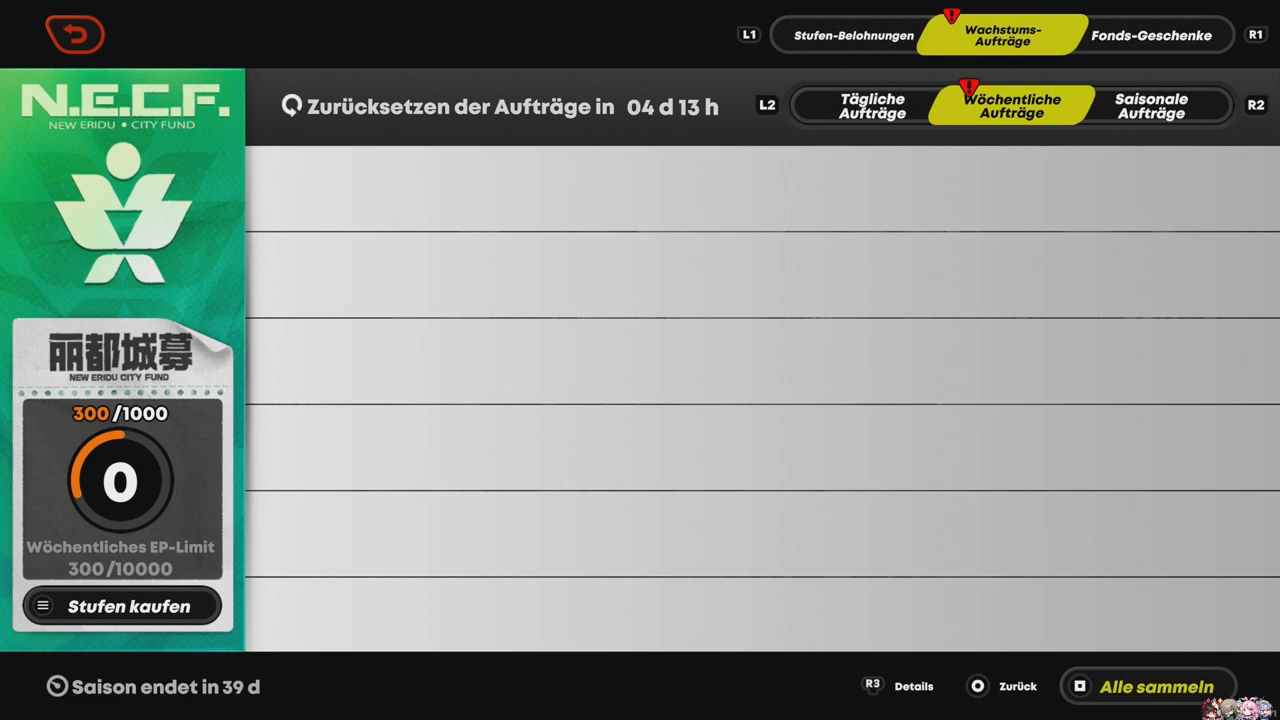 L1
Stufen-Belohnungen
Wachstums-
Aufträge
Fonds-Geschenke
R1
N.E.C.F.
NEW ERIDU • CITY FUND
Zurücksetzen der Aufträge in 04 d 13 h
L2
Tägliche
Aufträge
Wöchentliche
Aufträge
Saisonale
Aufträge
R2
丽都城募
NEW ERIDU CITY FUND
300/1000
0
Wöchentliches EP-Limit
300/10000
Stufen kaufen
Saison endet in 39 d
R3 Details
Zurück
Alle sammeln